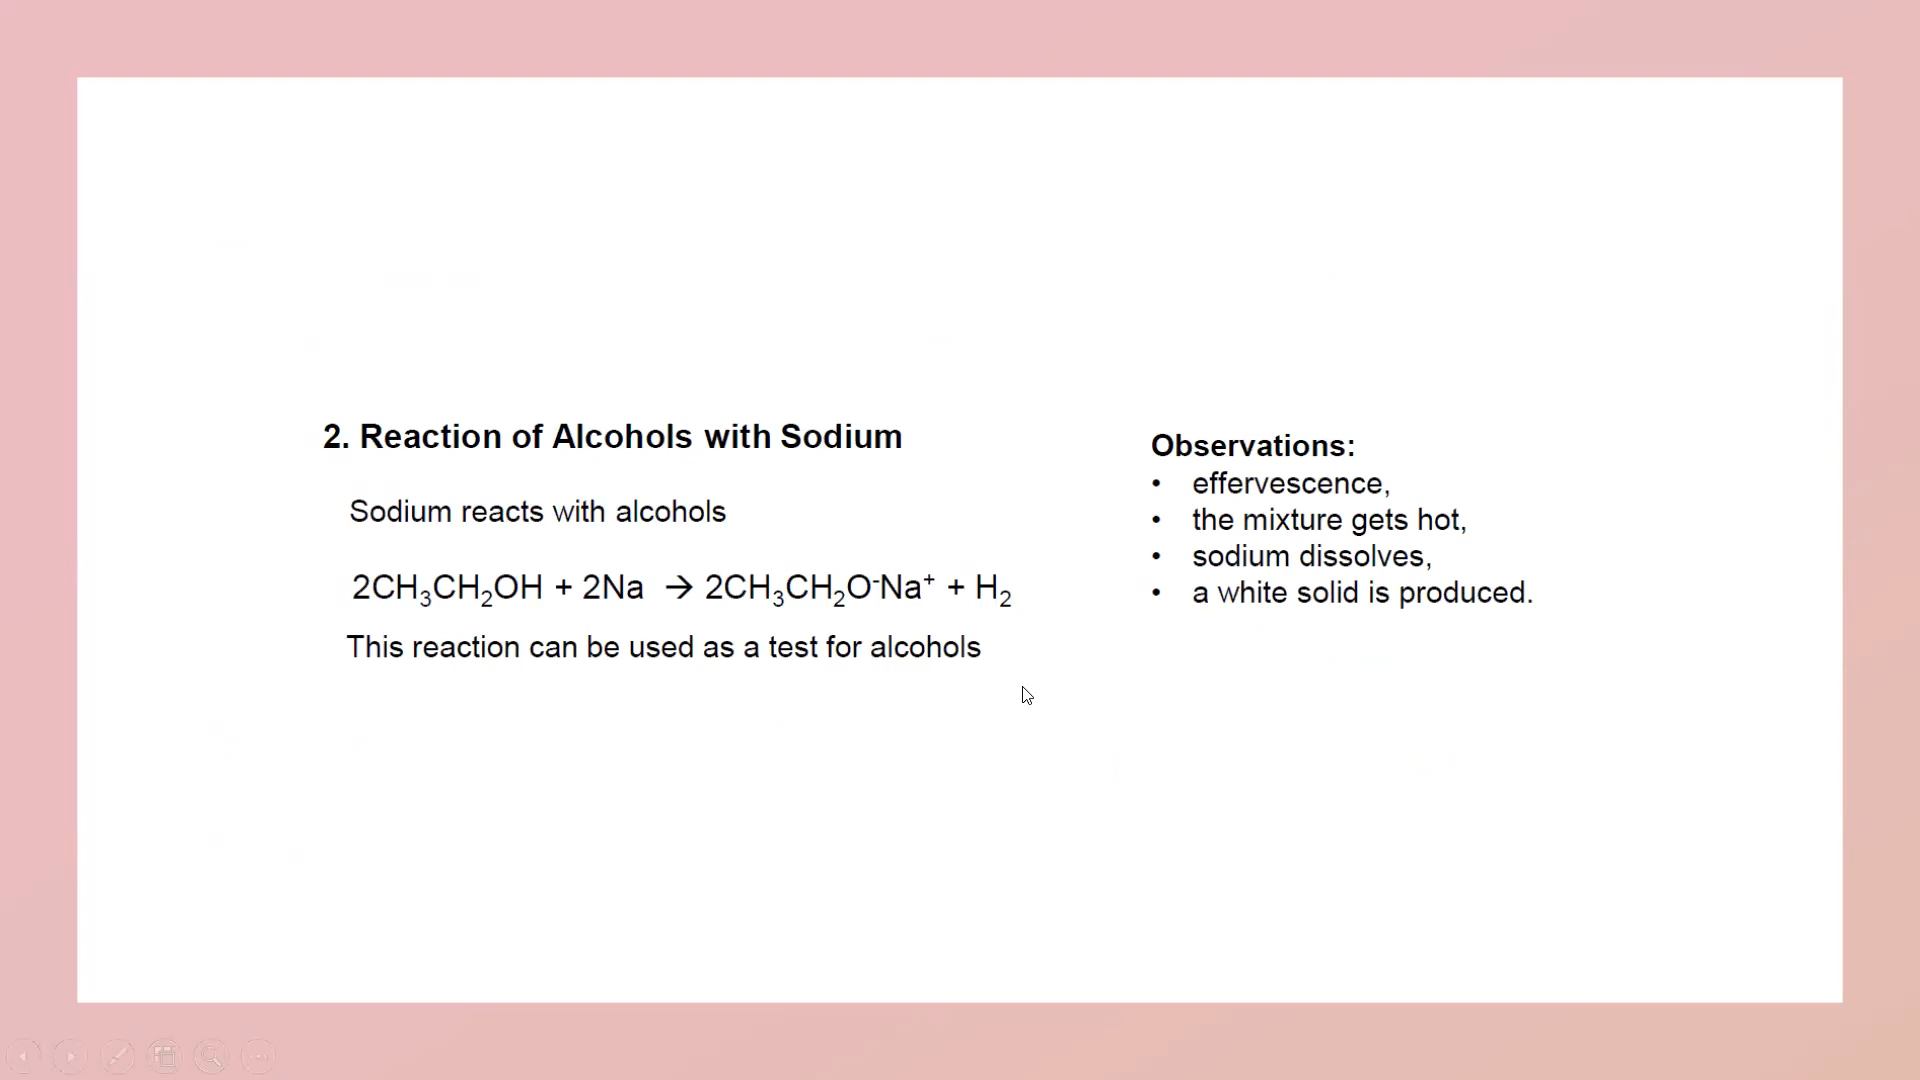 2. Reaction of Alcohols with Sodium
Sodium reacts with alcohols
2CH₃CH₂OH + 2Na → 2CH₃CH₂O⁻Na⁺ + H₂
This reaction can be used as a test for alcohols
Observations:
• effervescence,
• the mixture gets hot,
• sodium dissolves,
• a white solid is produced.